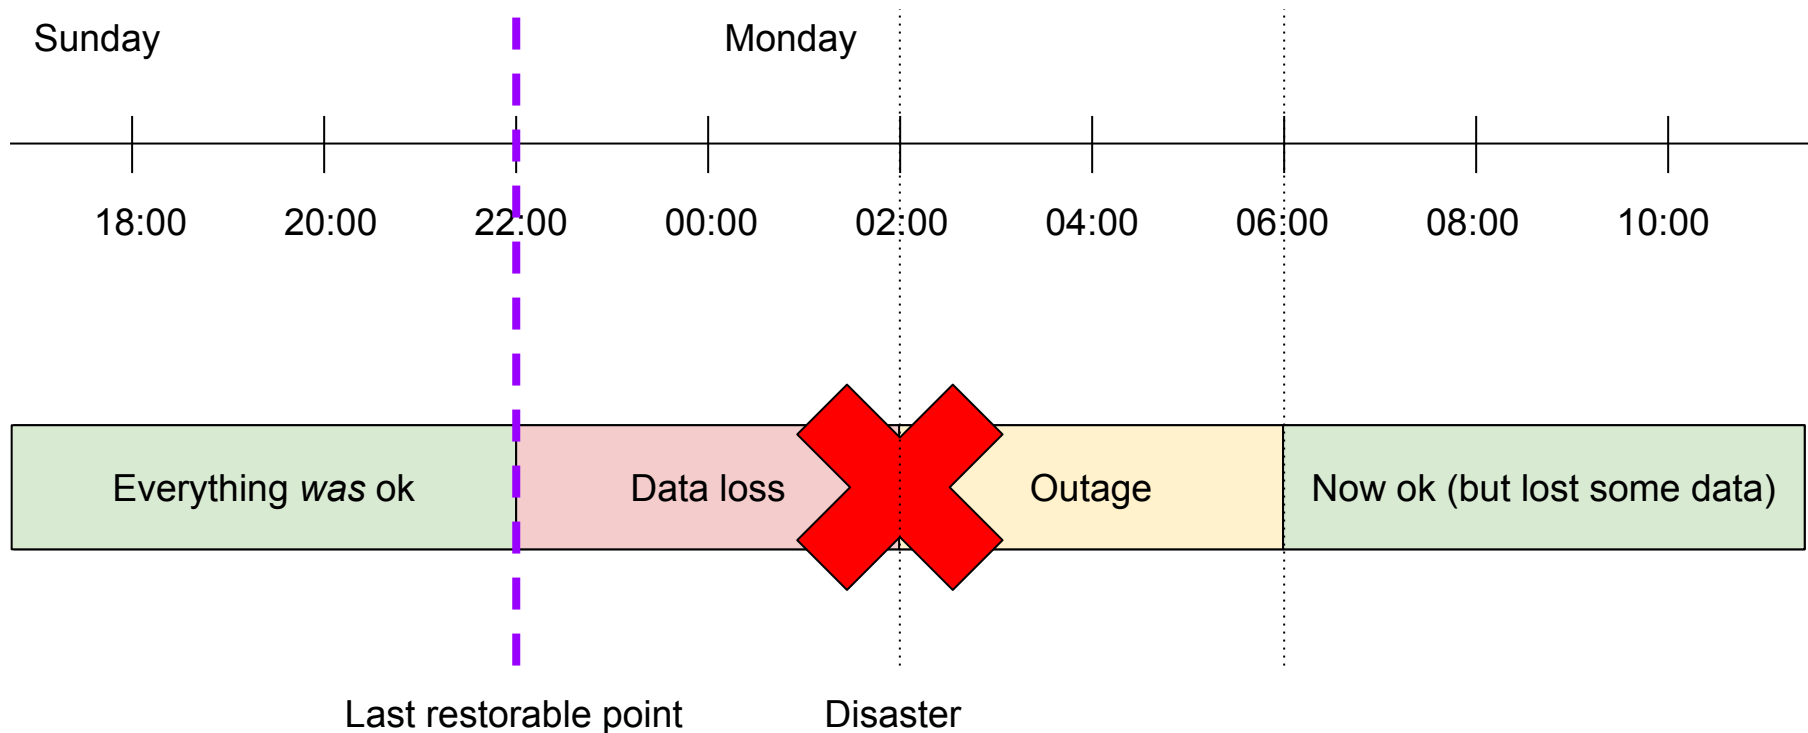 Sunday Monday
18:00 20:00 22:00 00:00 02:00 04:00 06:00 08:00 10:00
Everything was ok Data loss Outage Now ok (but lost some data)
Last restorable point Disaster